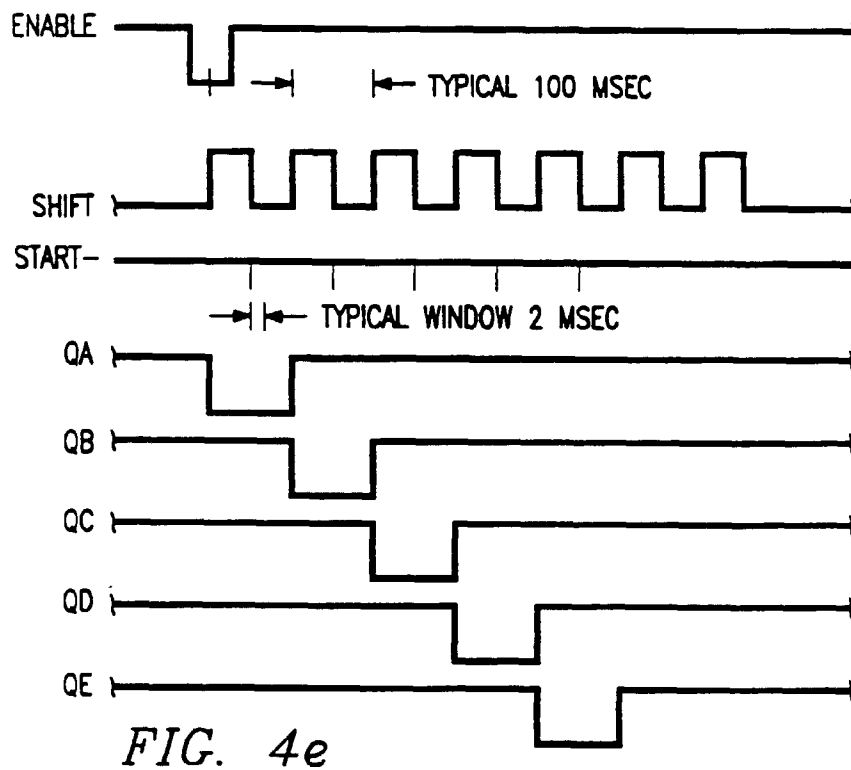 ENABLE
TYPICAL 100 MSEC
SHIFT
START-
TYPICAL WINDOW 2 MSEC
QA
QB
QC
QD
QE
FIG. 4e